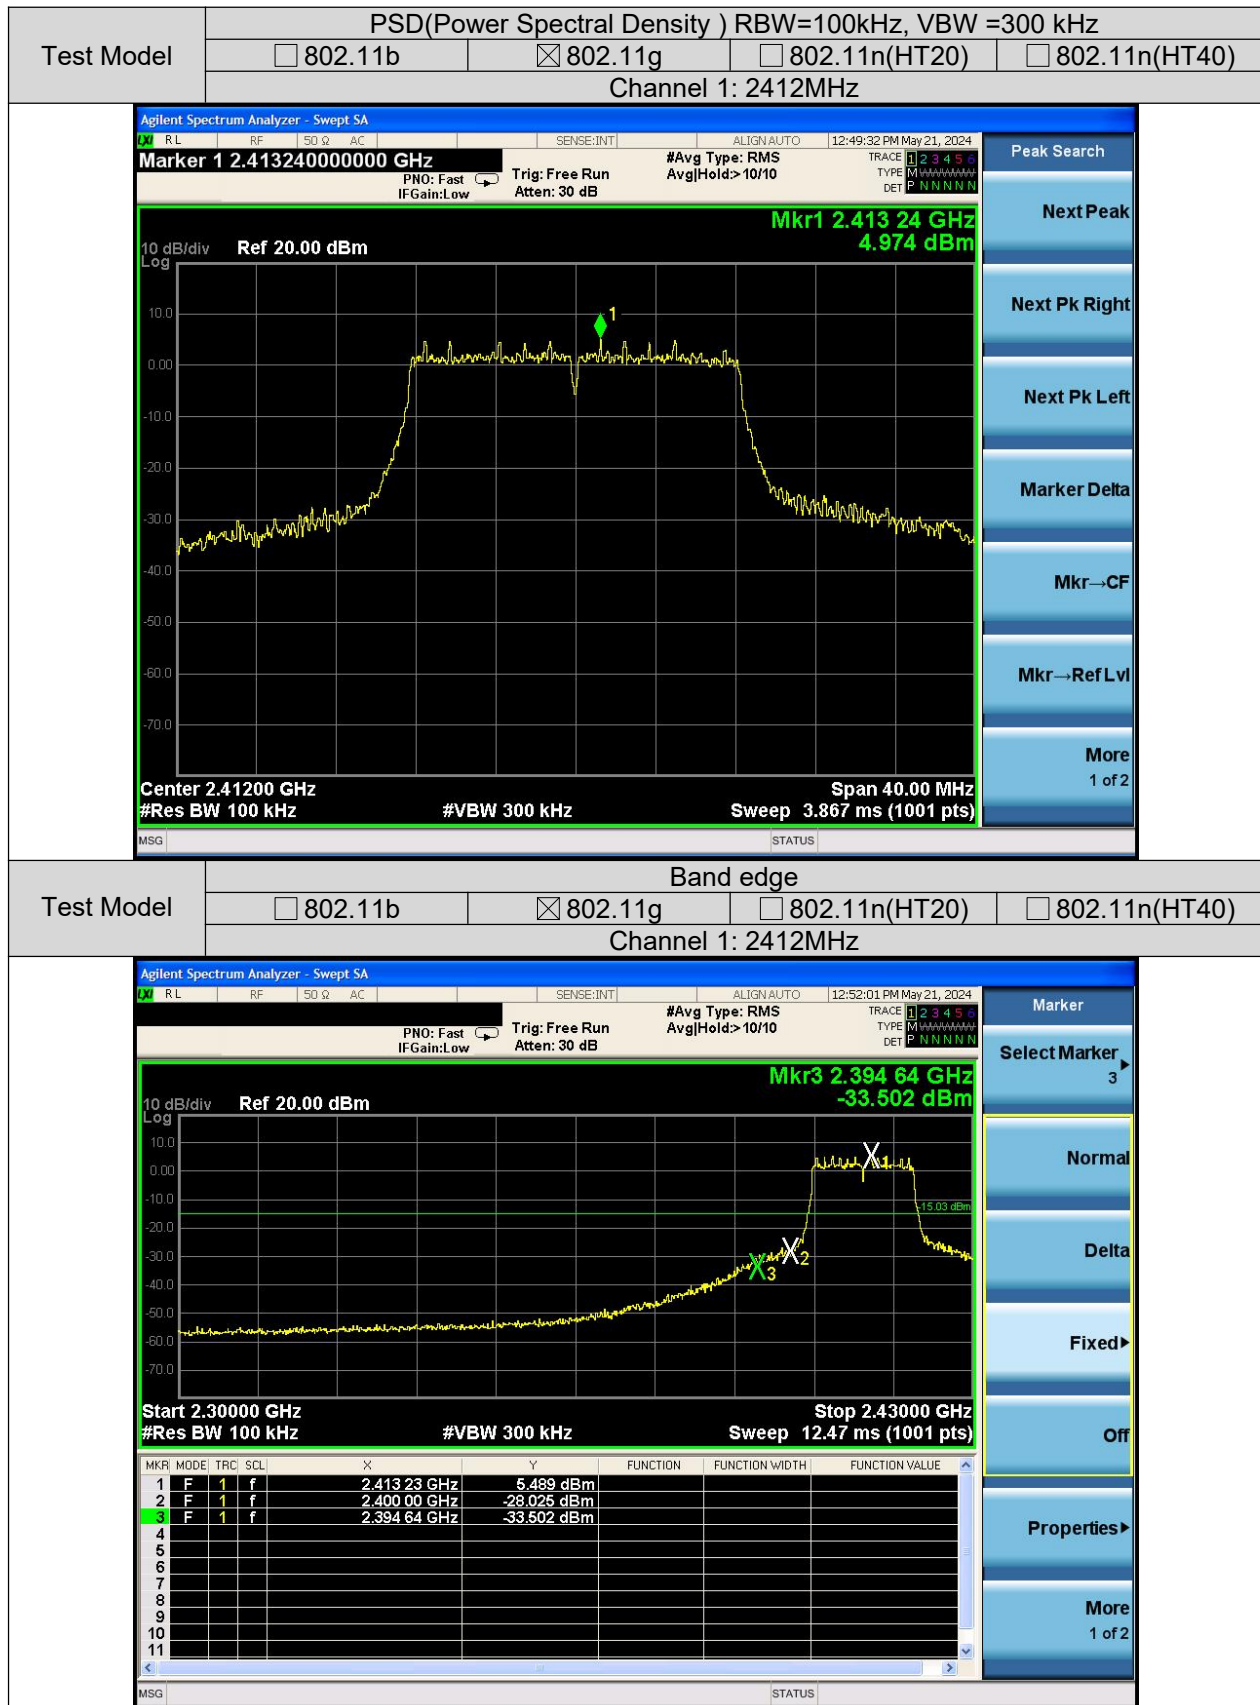 Test Model
PSD(Power Spectral Density ) RBW=100kHz, VBW =300 kHz
☐ 802.11b ☒ 802.11g ☐ 802.11n(HT20) ☐ 802.11n(HT40)
Channel 1: 2412MHz
Agilent Spectrum Analyzer - Swept SA
LXI RL RF 50 Ω AC SENSE:INT ALIGN AUTO 12:49:32 PM May 21, 2024
Marker 1 2.413240000000 GHz
PNO: Fast
IFGain:Low
Trig: Free Run
Atten: 30 dB
#Avg Type: RMS
Avg|Hold:>10/10
TRACE 1 2 3 4 5 6
TYPE M
DET P N N N N N
Mkr1 2.413 24 GHz
4.974 dBm
10 dB/div
Log
Ref 20.00 dBm
10.0
0.00
-10.0
-20.0
-30.0
-40.0
-50.0
-60.0
-70.0
1
Center 2.41200 GHz
#Res BW 100 kHz
#VBW 300 kHz
Span 40.00 MHz
Sweep 3.867 ms (1001 pts)
MSG
STATUS
Peak Search
Next Peak
Next Pk Right
Next Pk Left
Marker Delta
Mkr→CF
Mkr→Ref Lvl
More
1 of 2
Test Model
Band edge
☐ 802.11b ☒ 802.11g ☐ 802.11n(HT20) ☐ 802.11n(HT40)
Channel 1: 2412MHz
Agilent Spectrum Analyzer - Swept SA
LXI RL RF 50 Ω AC SENSE:INT ALIGN AUTO 12:52:01 PM May 21, 2024
PNO: Fast
IFGain:Low
Trig: Free Run
Atten: 30 dB
#Avg Type: RMS
Avg|Hold:>10/10
TRACE 1 2 3 4 5 6
TYPE M
DET P N N N N N
Mkr3 2.394 64 GHz
-33.502 dBm
10 dB/div
Log
Ref 20.00 dBm
10.0
0.00
-10.0
-20.0
-30.0
-40.0
-50.0
-60.0
-70.0
1
-15.03 dBm
2
3
Start 2.30000 GHz
#Res BW 100 kHz
#VBW 300 kHz
Stop 2.43000 GHz
Sweep 12.47 ms (1001 pts)
MKR MODE TRC SCL X Y FUNCTION FUNCTION WIDTH FUNCTION VALUE
1 F 1 f 2.413 23 GHz 5.489 dBm
2 F 1 f 2.400 00 GHz -28.025 dBm
3 F 1 f 2.394 64 GHz -33.502 dBm
4
5
6
7
8
9
10
11
MSG
STATUS
Marker
Select Marker
3
Normal
Delta
Fixed
Off
Properties
More
1 of 2